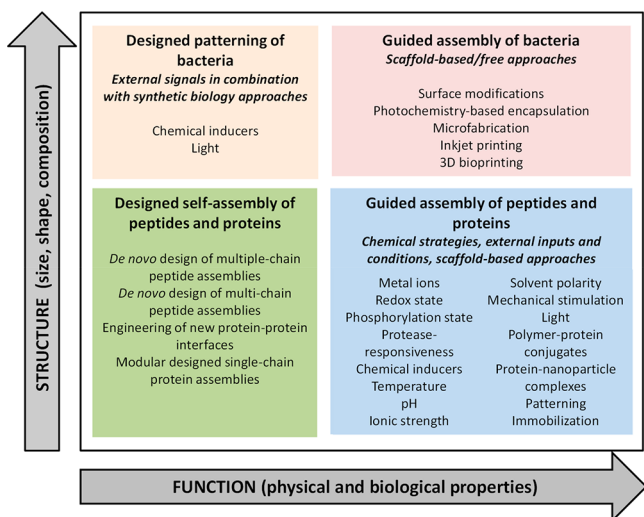 STRUCTURE (size, shape, composition)
Designed patterning of
bacteria
External signals in combination
with synthetic biology approaches
Chemical inducers
Light
Guided assembly of bacteria
Scaffold-based/free approaches
Surface modifications
Photochemistry-based encapsulation
Microfabrication
Inkjet printing
3D bioprinting
Designed self-assembly of
peptides and proteins
De novo design of multiple-chain
peptide assemblies
De novo design of multi-chain
peptide assemblies
Engineering of new protein-protein
interfaces
Modular designed single-chain
protein assemblies
Guided assembly of peptides and
proteins
Chemical strategies, external inputs and
conditions, scaffold-based approaches
Metal ions
Redox state
Phosphorylation state
Protease-
responsiveness
Chemical inducers
Temperature
pH
Ionic strength
Solvent polarity
Mechanical stimulation
Light
Polymer-protein
conjugates
Protein-nanoparticle
complexes
Patterning
Immobilization
FUNCTION (physical and biological properties)